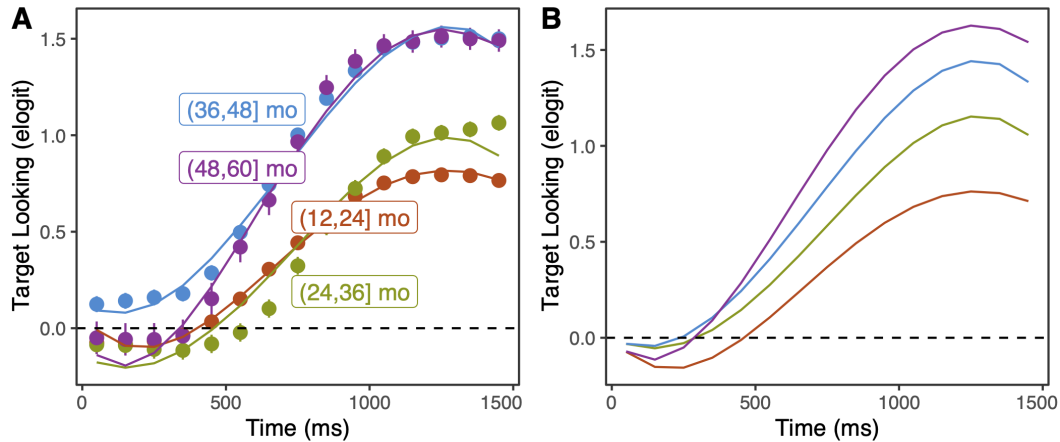 A
B
Target Looking (elogit)
1.5
1.0
0.5
0.0
(36,48] mo
(48,60] mo
(12,24] mo
(24,36] mo
0
500
1000
1500
Time (ms)
Target Looking (elogit)
1.5
1.0
0.5
0.0
0
500
1000
1500
Time (ms)